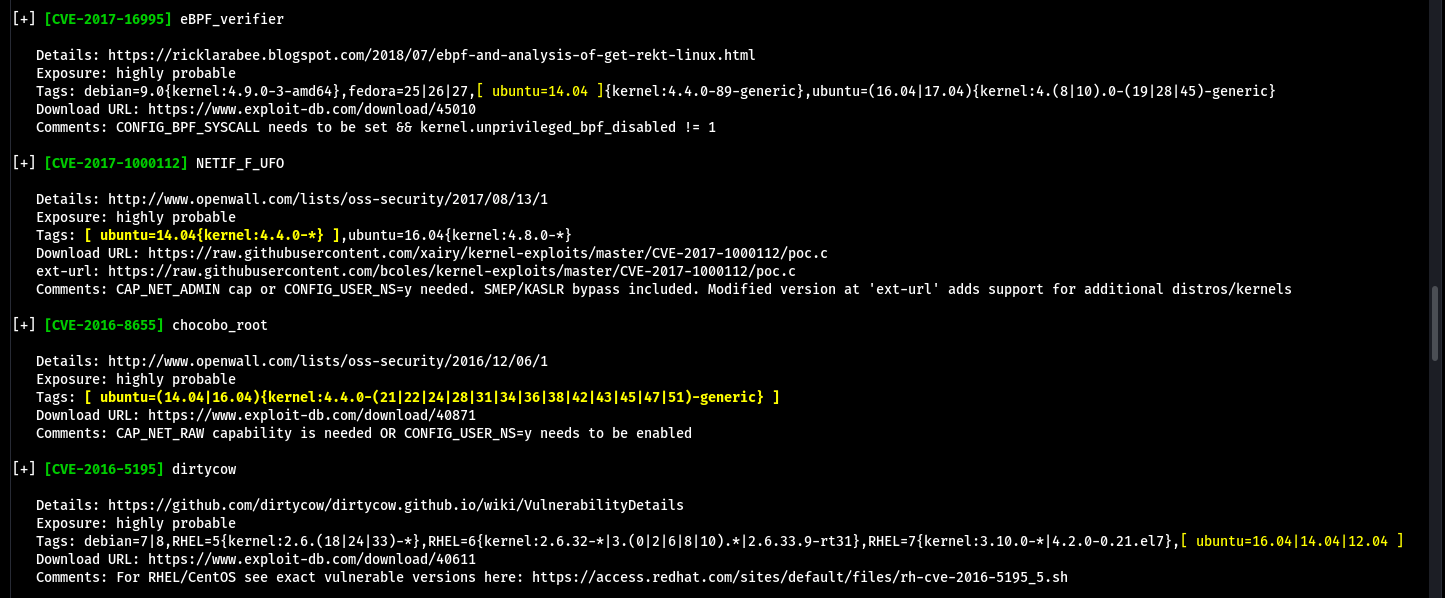 [+] [CVE-2017-16995] eBPF_verifier
Details: https://ricklarabee.blogspot.com/2018/07/ebpf-and-analysis-of-get-rekt-linux.html
Exposure: highly probable
Tags: debian=9.0{kernel:4.9.0-3-amd64},fedora=25|26|27,[ ubuntu=14.04 ]{kernel:4.4.0-89-generic},ubuntu=(16.04|17.04){kernel:4.(8|10).0-(19|28|45)-generic}
Download URL: https://www.exploit-db.com/download/45010
Comments: CONFIG_BPF_SYSCALL needs to be set && kernel.unprivileged_bpf_disabled != 1
[+] [CVE-2017-1000112] NETIF_F_UFO
Details: http://www.openwall.com/lists/oss-security/2017/08/13/1
Exposure: highly probable
Tags: [ ubuntu=14.04{kernel:4.4.0-*} ],ubuntu=16.04{kernel:4.8.0-*}
Download URL: https://raw.githubusercontent.com/xairy/kernel-exploits/master/CVE-2017-1000112/poc.c
ext-url: https://raw.githubusercontent.com/bcoles/kernel-exploits/master/CVE-2017-1000112/poc.c
Comments: CAP_NET_ADMIN cap or CONFIG_USER_NS=y needed. SMEP/KASLR bypass included. Modified version at 'ext-url' adds support for additional distros/kernels
[+] [CVE-2016-8655] chocobo_root
Details: http://www.openwall.com/lists/oss-security/2016/12/06/1
Exposure: highly probable
Tags: [ ubuntu=(14.04|16.04){kernel:4.4.0-(21|22|24|28|31|34|36|38|42|43|45|47|51)-generic} ]
Download URL: https://www.exploit-db.com/download/40871
Comments: CAP_NET_RAW capability is needed OR CONFIG_USER_NS=y needs to be enabled
[+] [CVE-2016-5195] dirtycow
Details: https://github.com/dirtycow/dirtycow.github.io/wiki/VulnerabilityDetails
Exposure: highly probable
Tags: debian=7|8,RHEL=5{kernel:2.6.(18|24|33)-*},RHEL=6{kernel:2.6.32-*|3.(0|2|6|8|10).*|2.6.33.9-rt31},RHEL=7{kernel:3.10.0-*|4.2.0-0.21.el7},[ ubuntu=16.04|14.04|12.04 ]
Download URL: https://www.exploit-db.com/download/40611
Comments: For RHEL/CentOS see exact vulnerable versions here: https://access.redhat.com/sites/default/files/rh-cve-2016-5195_5.sh